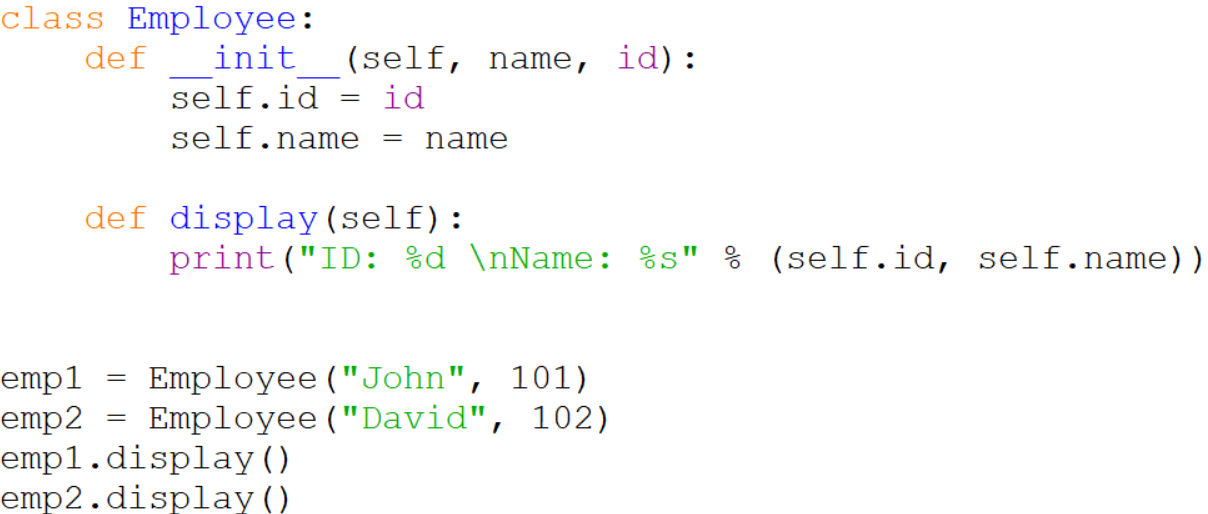 class Employee:
    def __init__(self, name, id):
        self.id = id
        self.name = name
    def display(self):
        print("ID: %d \nName: %s" % (self.id, self.name))
emp1 = Employee("John", 101)
emp2 = Employee("David", 102)
emp1.display()
emp2.display()